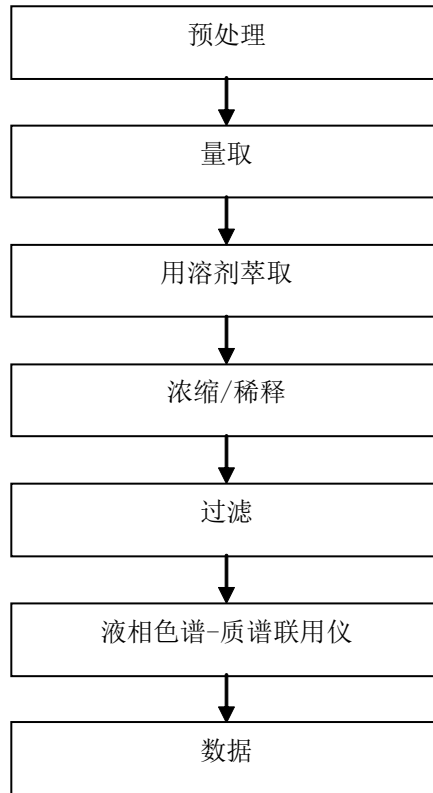 预处理
量取
用溶剂萃取
浓缩/稀释
过滤
液相色谱-质谱联用仪
数据